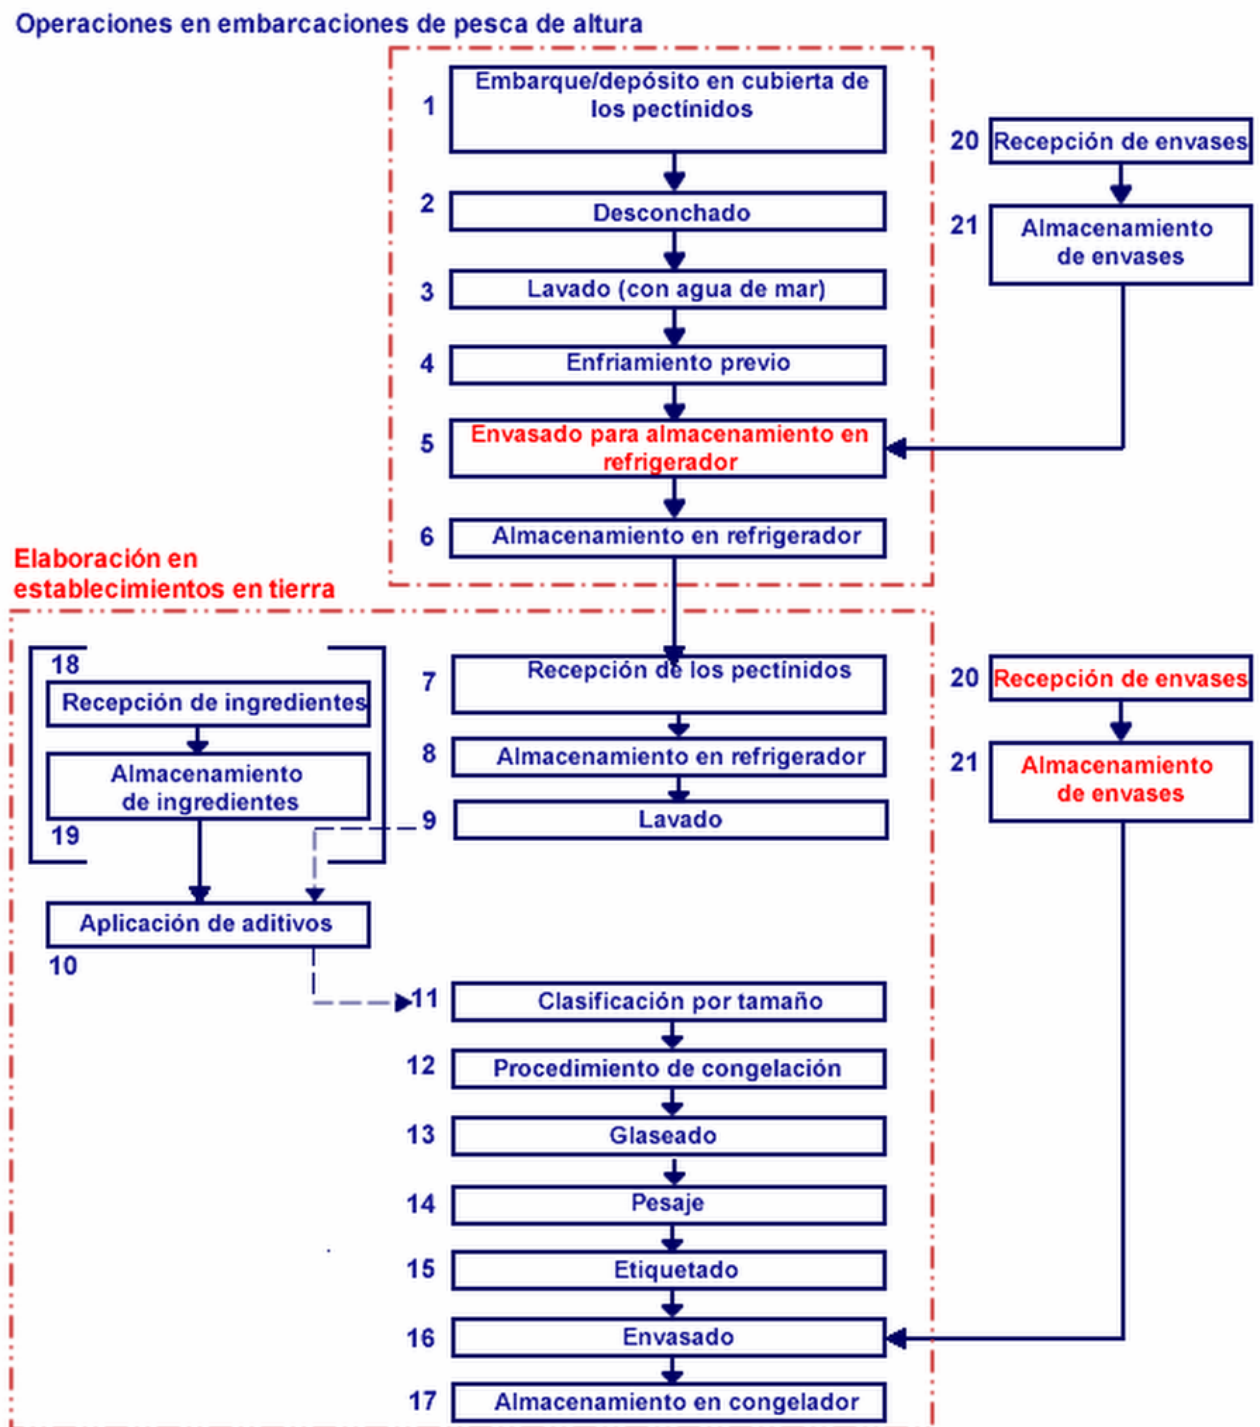 Operaciones en embarcaciones de pesca de altura
1
Embarque/depósito en cubierta de
los pectínidos
20
Recepción de envases
2
Desconchado
21
Almacenamiento
de envases
3
Lavado (con agua de mar)
4
Enfriamiento previo
5
Envasado para almacenamiento en
refrigerador
6
Almacenamiento en refrigerador
Elaboración en
establecimientos en tierra
18
Recepción de ingredientes
Almacenamiento
de ingredientes
19
7
Recepción de los pectínidos
20
Recepción de envases
8
Almacenamiento en refrigerador
21
Almacenamiento
de envases
9
Lavado
Aplicación de aditivos
10
11
Clasificación por tamaño
12
Procedimiento de congelación
13
Glaseado
14
Pesaje
15
Etiquetado
16
Envasado
17
Almacenamiento en congelador